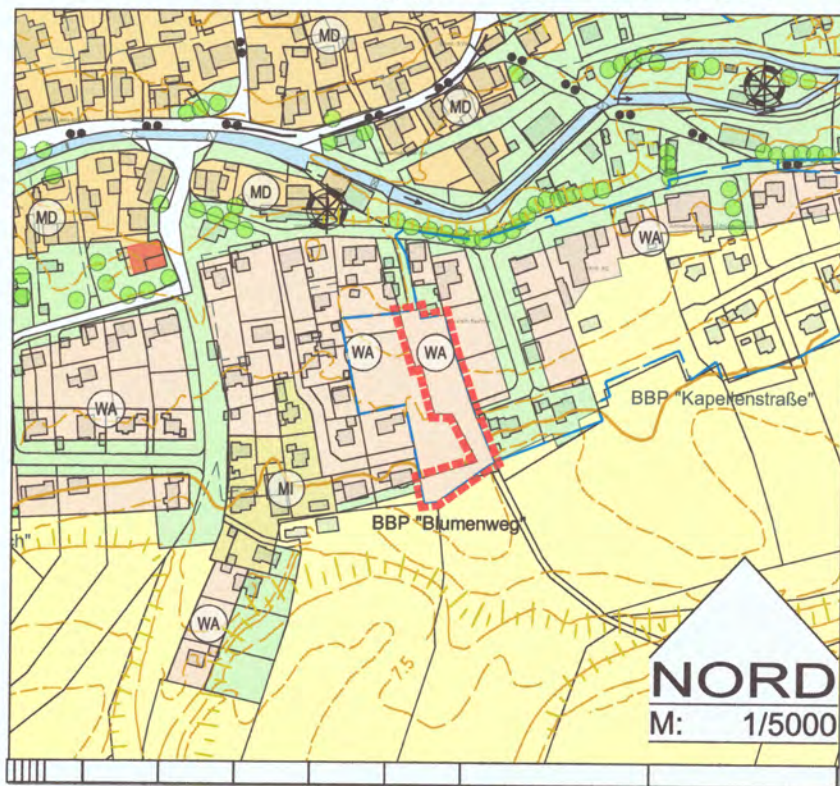 MD
MD
MD
MD
WA
WA
WA
WA
BBP "Kapellenstraße"
MI
BBP "Blumenweg"
ch"
WA
7.5
NORD
M: 1/5000